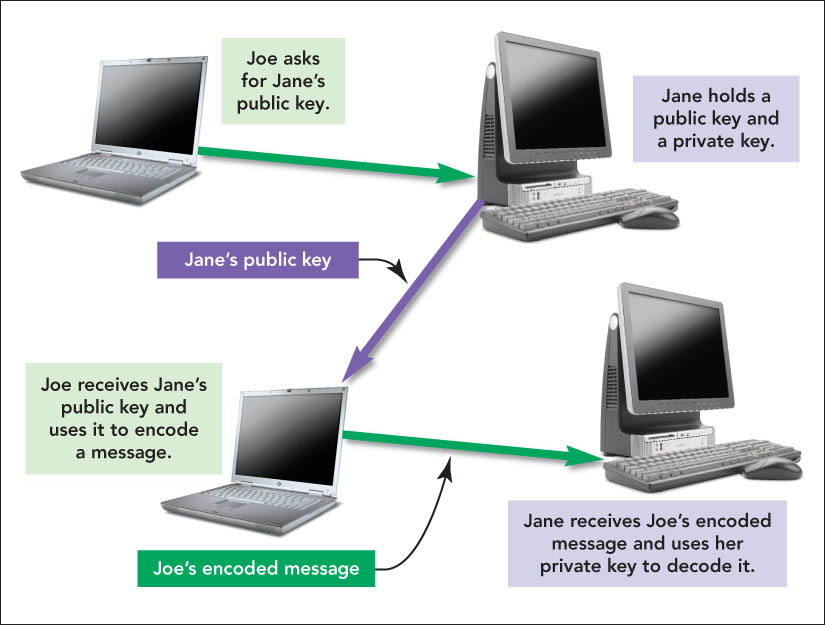 Joe asks
for Jane's
public key.
Jane holds a
public key and
a private key.
Jane's public key
Joe receives Jane's
public key and
uses it to encode
a message.
Joe's encoded message
Jane receives Joe's encoded
message and uses her
private key to decode it.